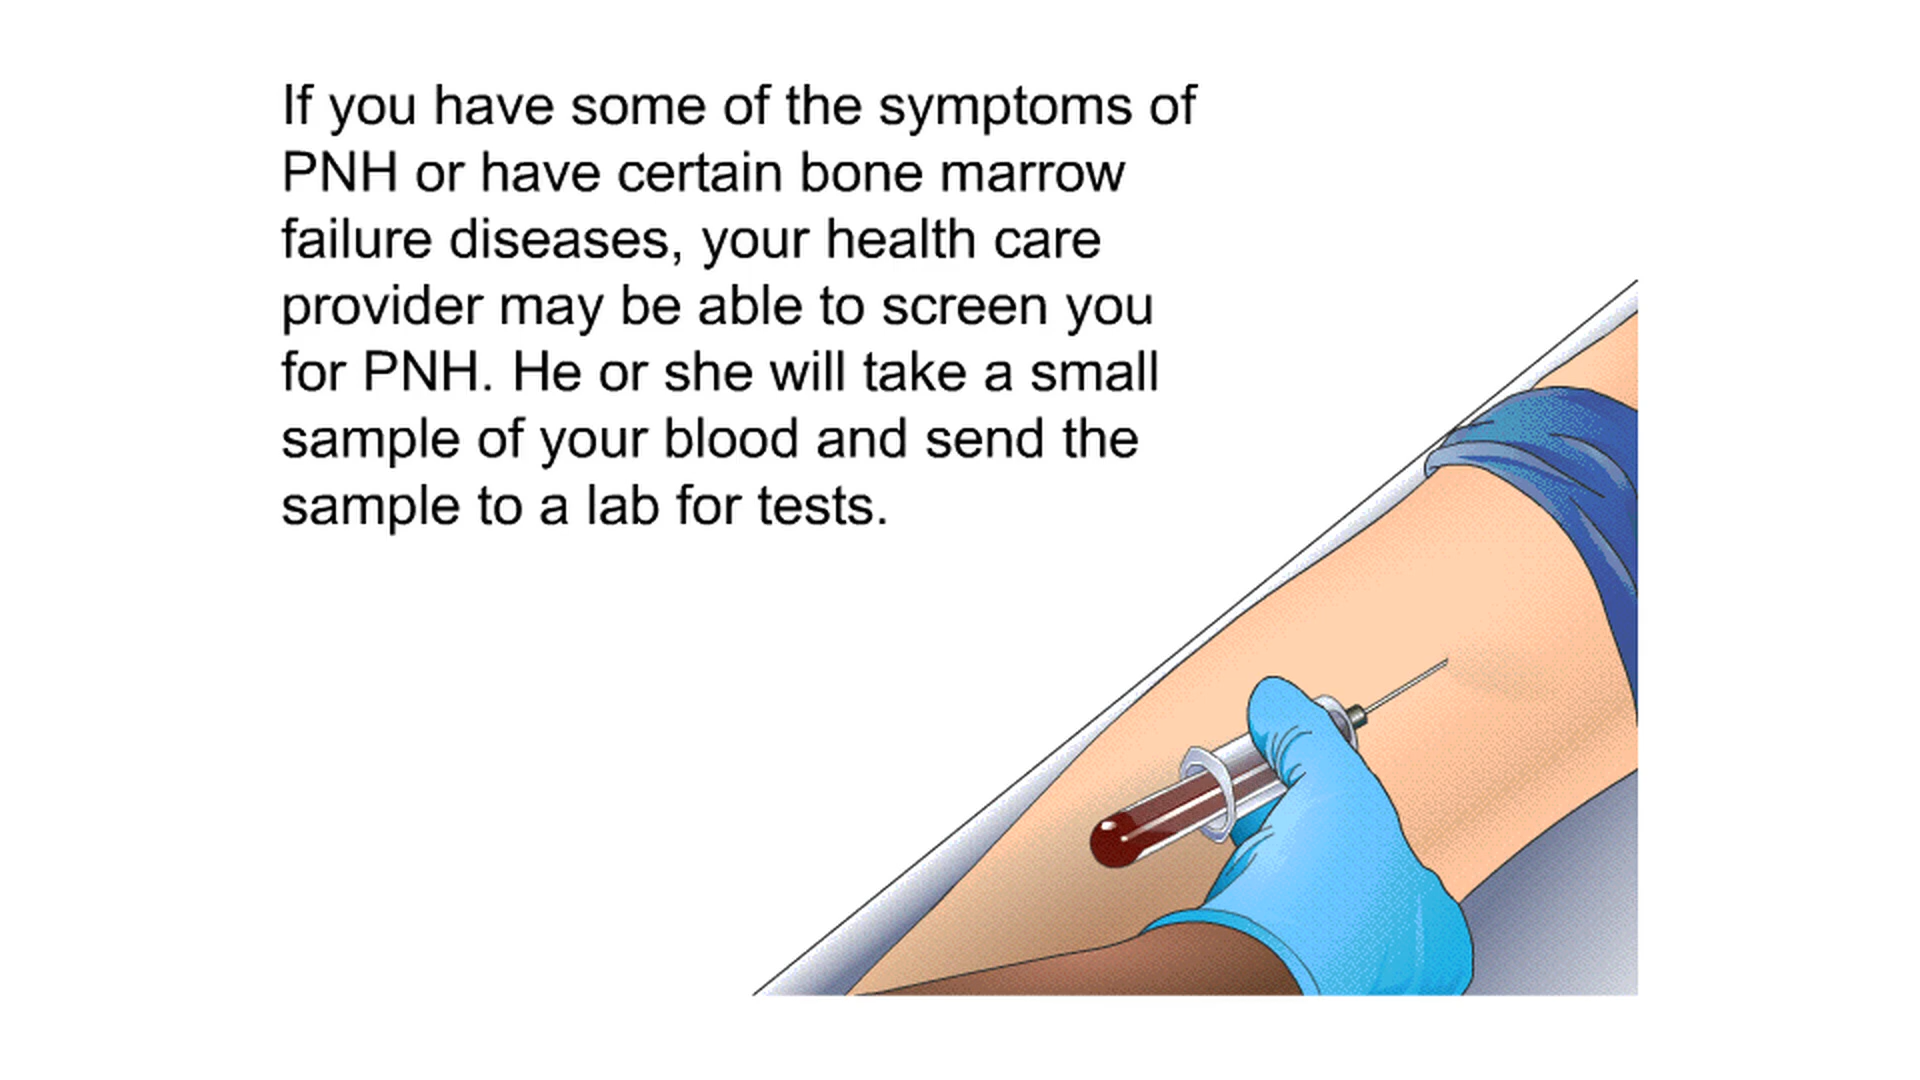 If you have some of the symptoms of
PNH or have certain bone marrow
failure diseases, your health care
provider may be able to screen you
for PNH. He or she will take a small
sample of your blood and send the
sample to a lab for tests.